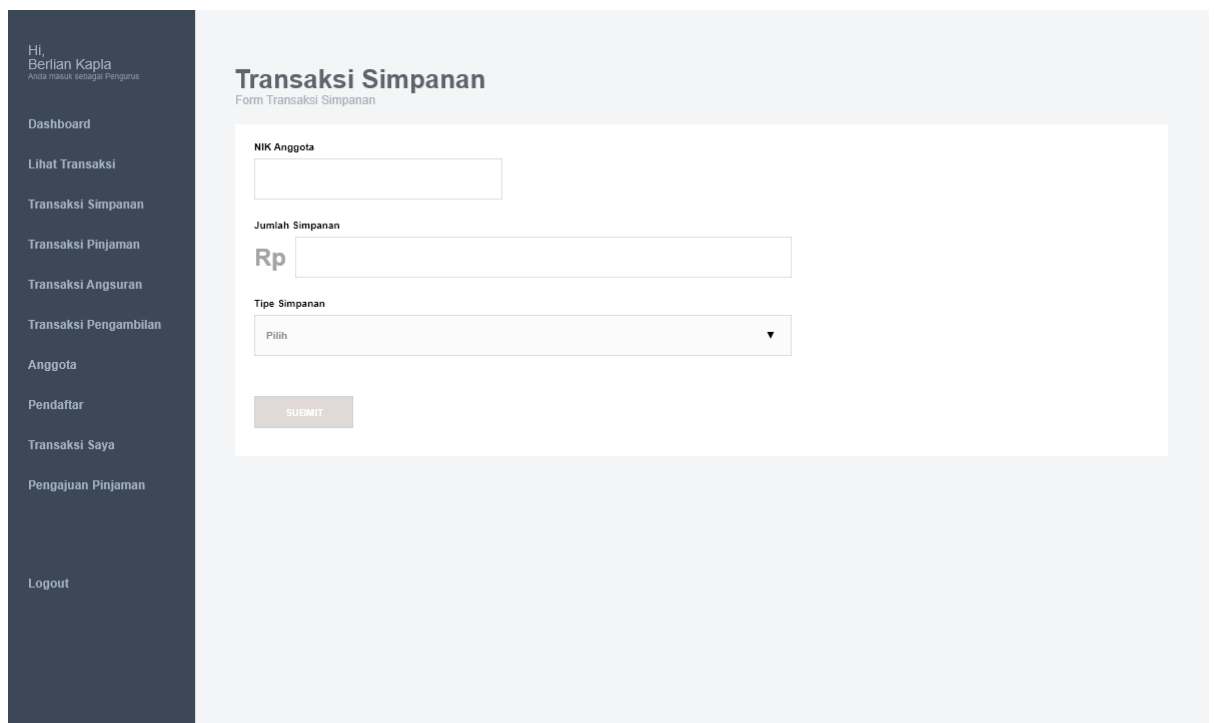 Hi,
Berlian Kapla
Anda masuk sebagai Pengurus
Dashboard
Lihat Transaksi
Transaksi Simpanan
Transaksi Pinjaman
Transaksi Angsuran
Transaksi Pengambilan
Anggota
Pendaftar
Transaksi Saya
Pengajuan Pinjaman
Logout
Transaksi Simpanan
Form Transaksi Simpanan
NIK Anggota
Jumlah Simpanan
Rp
Tipe Simpanan
Pilih ▼
SUBMIT